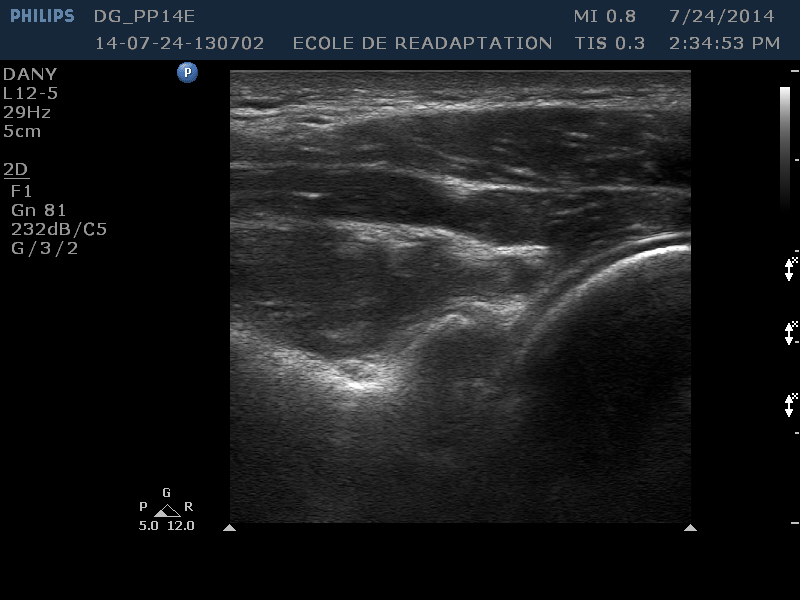 PHILIPS DG_PP14E MI 0.8 7/24/2014
14-07-24-130702 ECOLE DE READAPTATION TIS 0.3 2:34:53 PM
DANY P
L12-5
29Hz
5cm
2D
F1
Gn 81
232dB/C5
G/3/2
G
P R
5.0 12.0